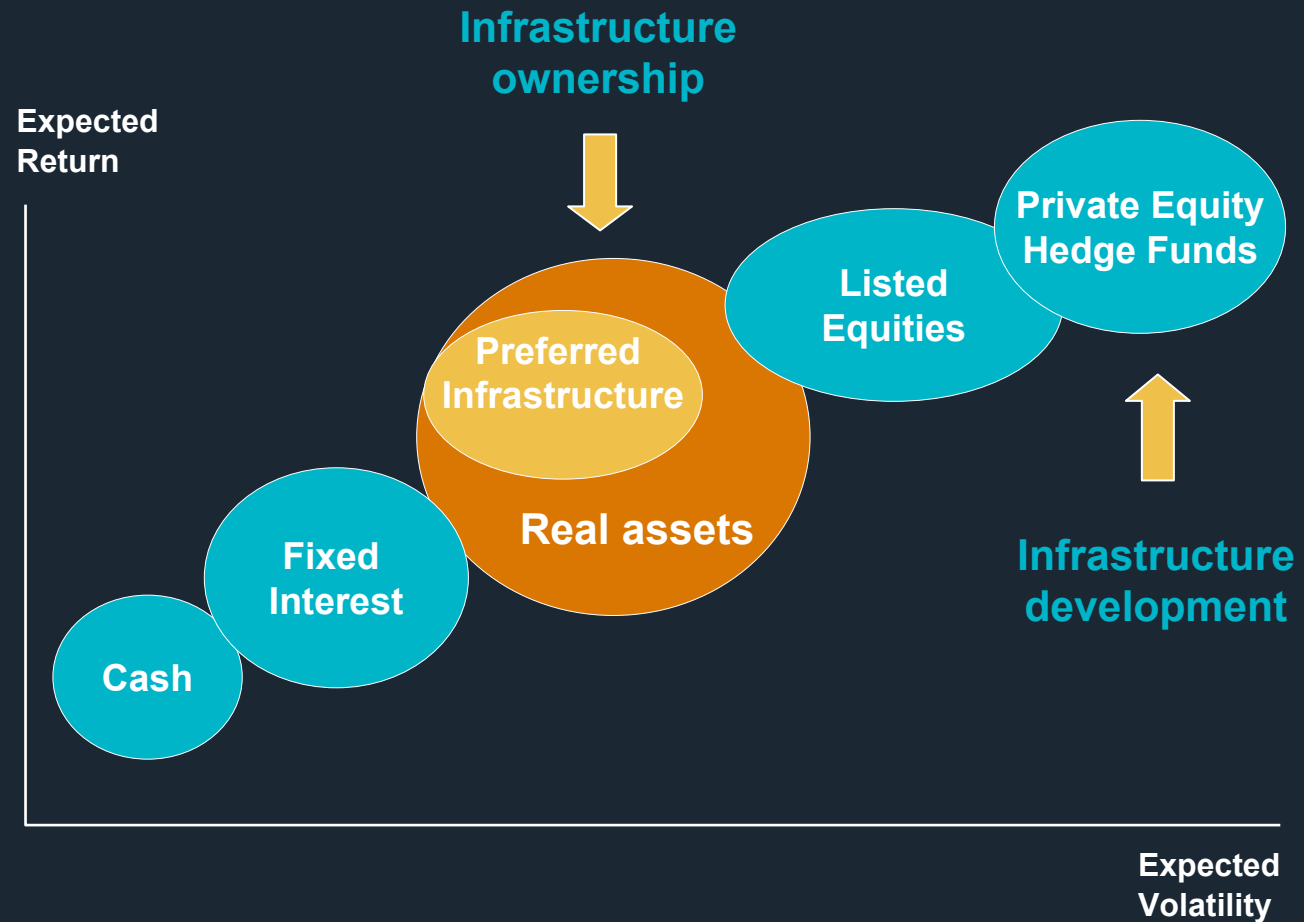 Infrastructure
ownership
Expected
Return
Private Equity
Hedge Funds
Listed
Equities
Preferred
Infrastructure
Real assets
Fixed
Interest
Infrastructure
development
Cash
Expected
Volatility